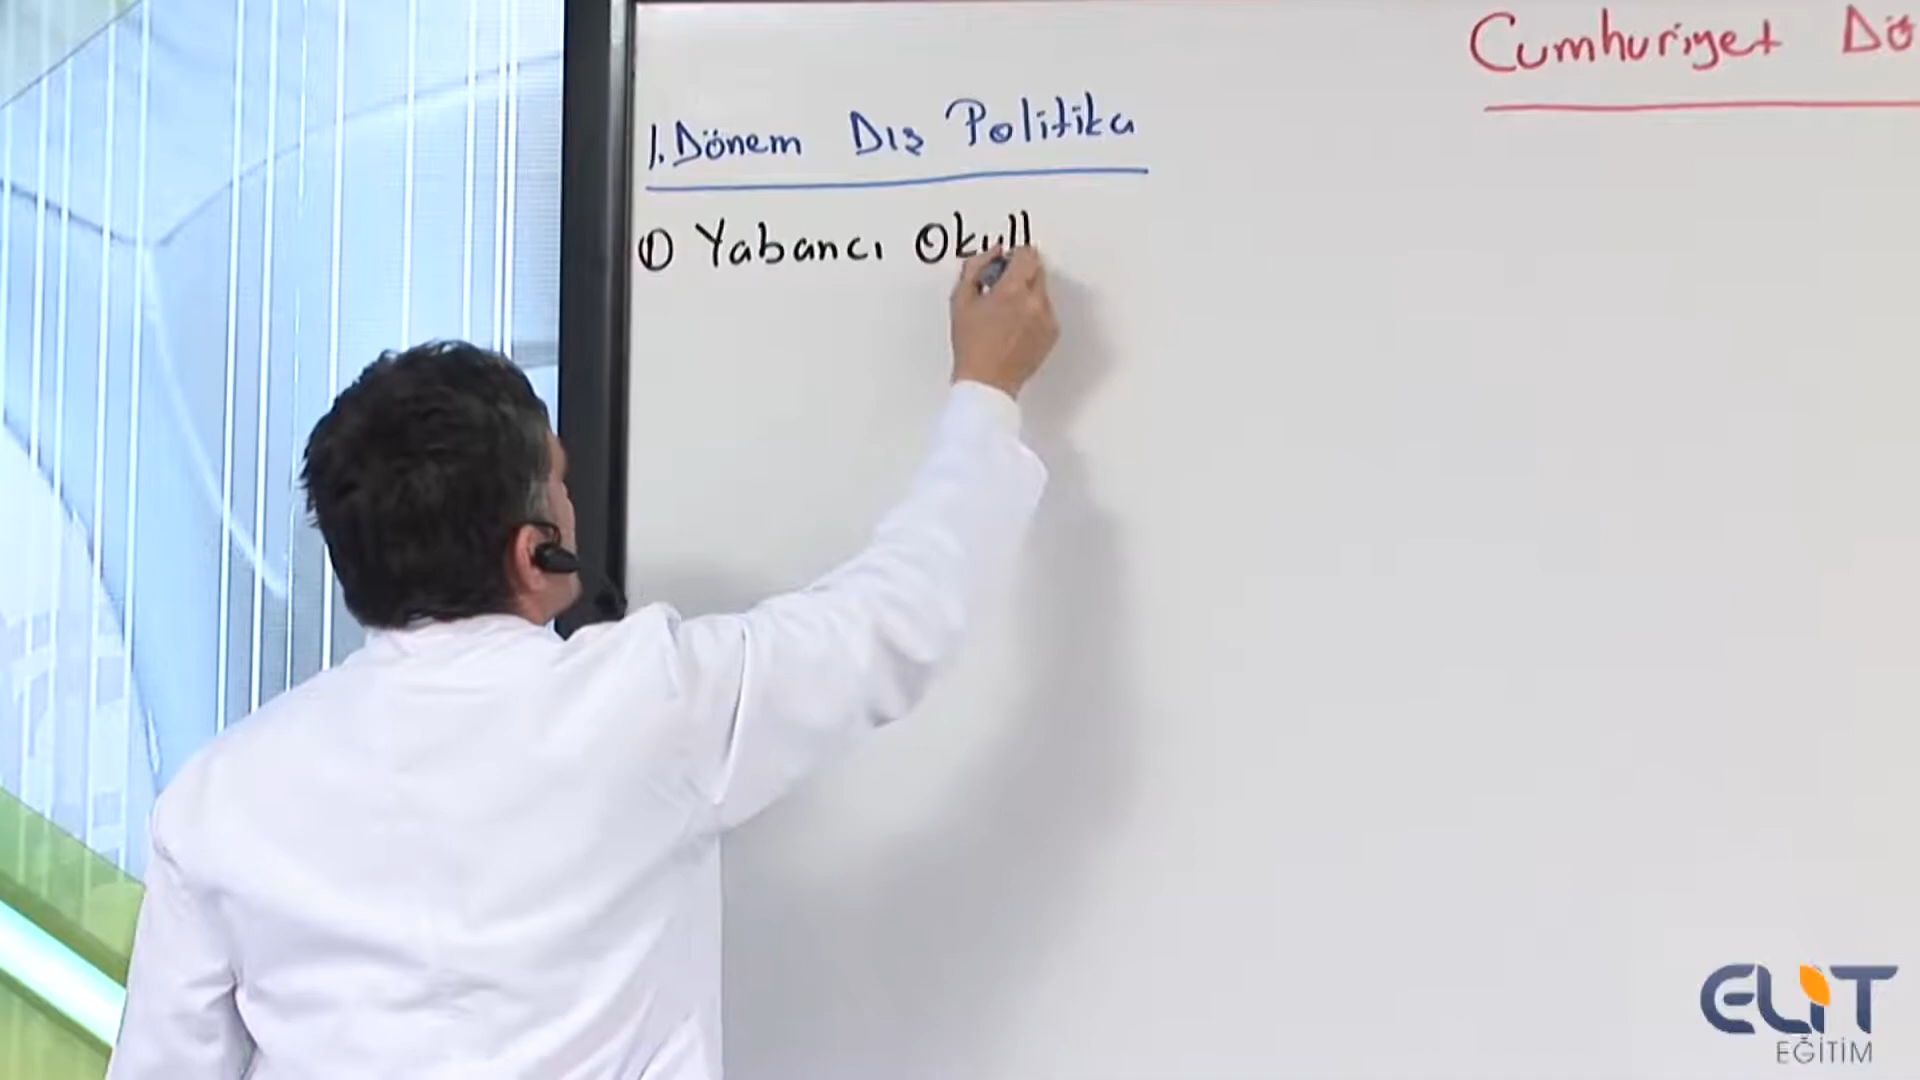 Cumhuriyet Dö
1. Dönem Dış Politika
① Yabancı Okull
ELİT
EĞİTİM